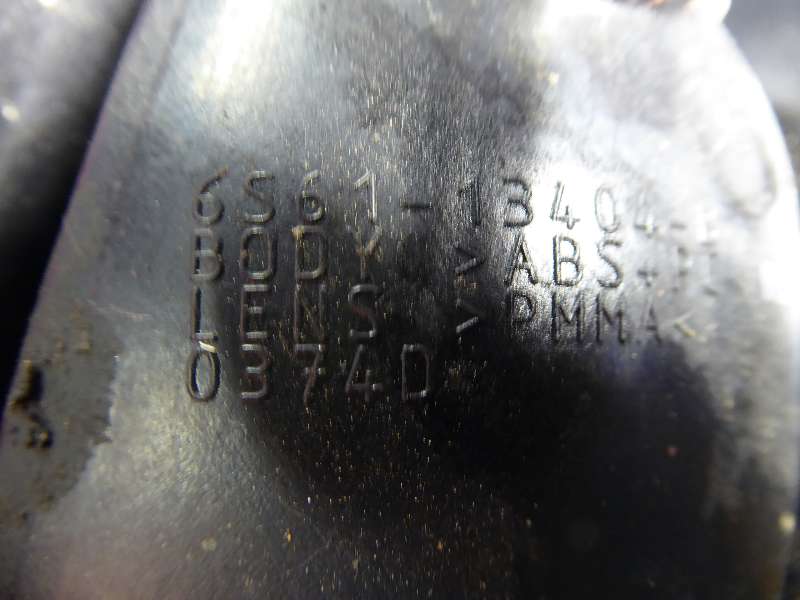 6S61-13404-
BODY >ABS+P
LENS >PMMA<
0374D